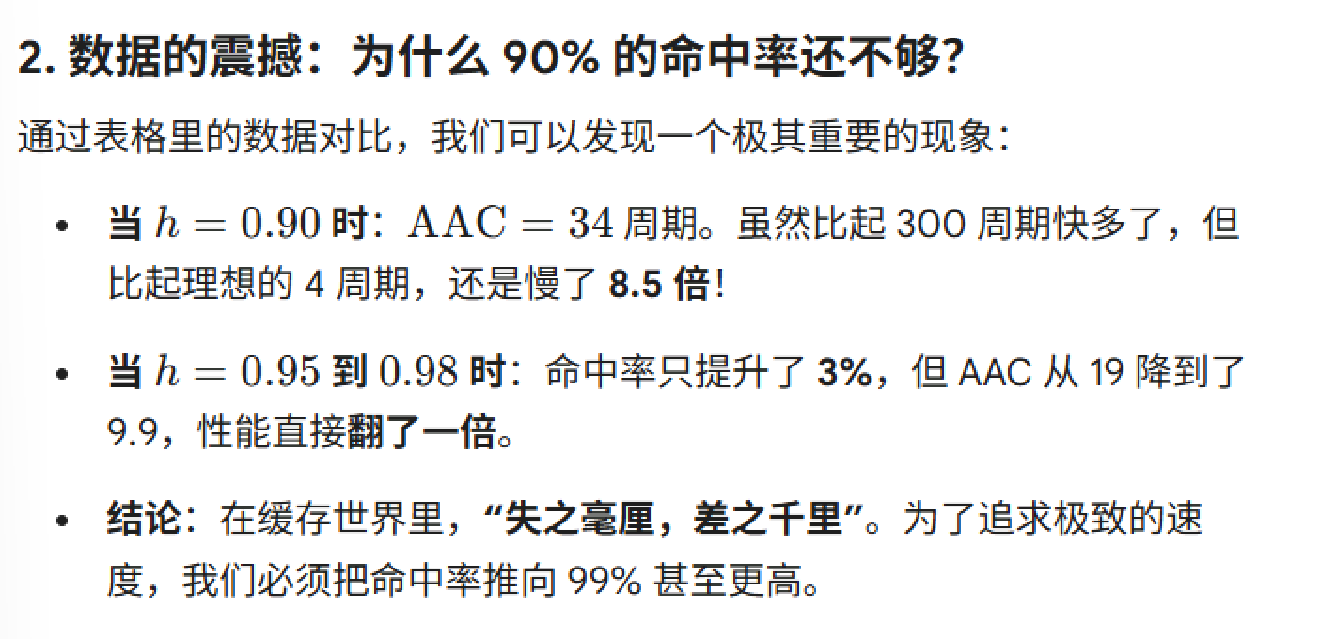 2. 数据的震撼：为什么 90% 的命中率还不够？
通过表格里的数据对比，我们可以发现一个极其重要的现象：
• 当 h = 0.90 时：AAC = 34 周期。虽然比起 300 周期快多了，但
比起理想的 4 周期，还是慢了 8.5 倍！
• 当 h = 0.95 到 0.98 时：命中率只提升了 3%，但 AAC 从 19 降到了
9.9，性能直接翻了一倍。
• 结论：在缓存世界里，“失之毫厘，差之千里”。为了追求极致的速
度，我们必须把命中率推向 99% 甚至更高。